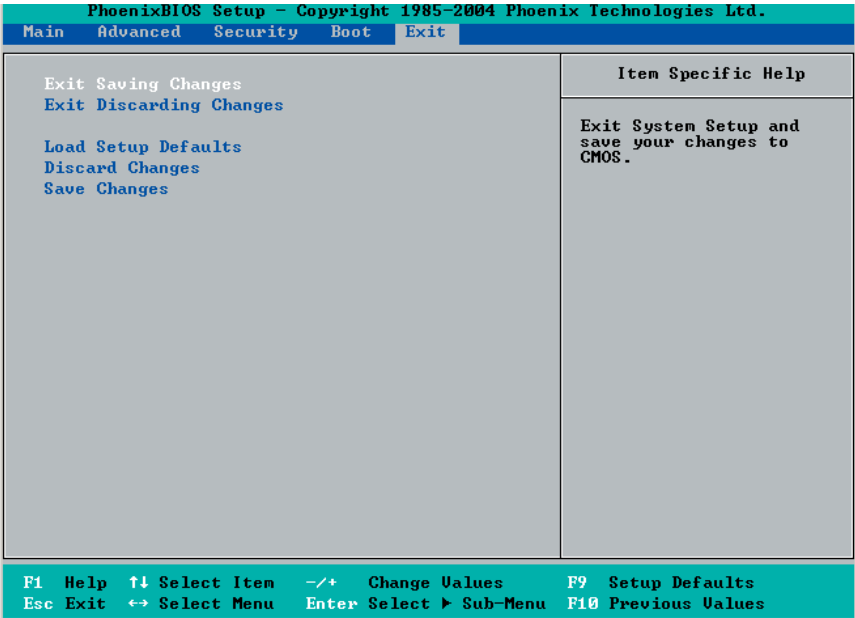 PhoenixBIOS Setup - Copyright 1985-2004 Phoenix Technologies Ltd.
Main Advanced Security Boot Exit
Item Specific Help
Exit Saving Changes
Exit Discarding Changes
Load Setup Defaults
Discard Changes
Save Changes
Exit System Setup and
save your changes to
CMOS.
F1 Help ↑↓ Select Item -/+ Change Values F9 Setup Defaults
Esc Exit ↔ Select Menu Enter Select ▶ Sub-Menu F10 Previous Values